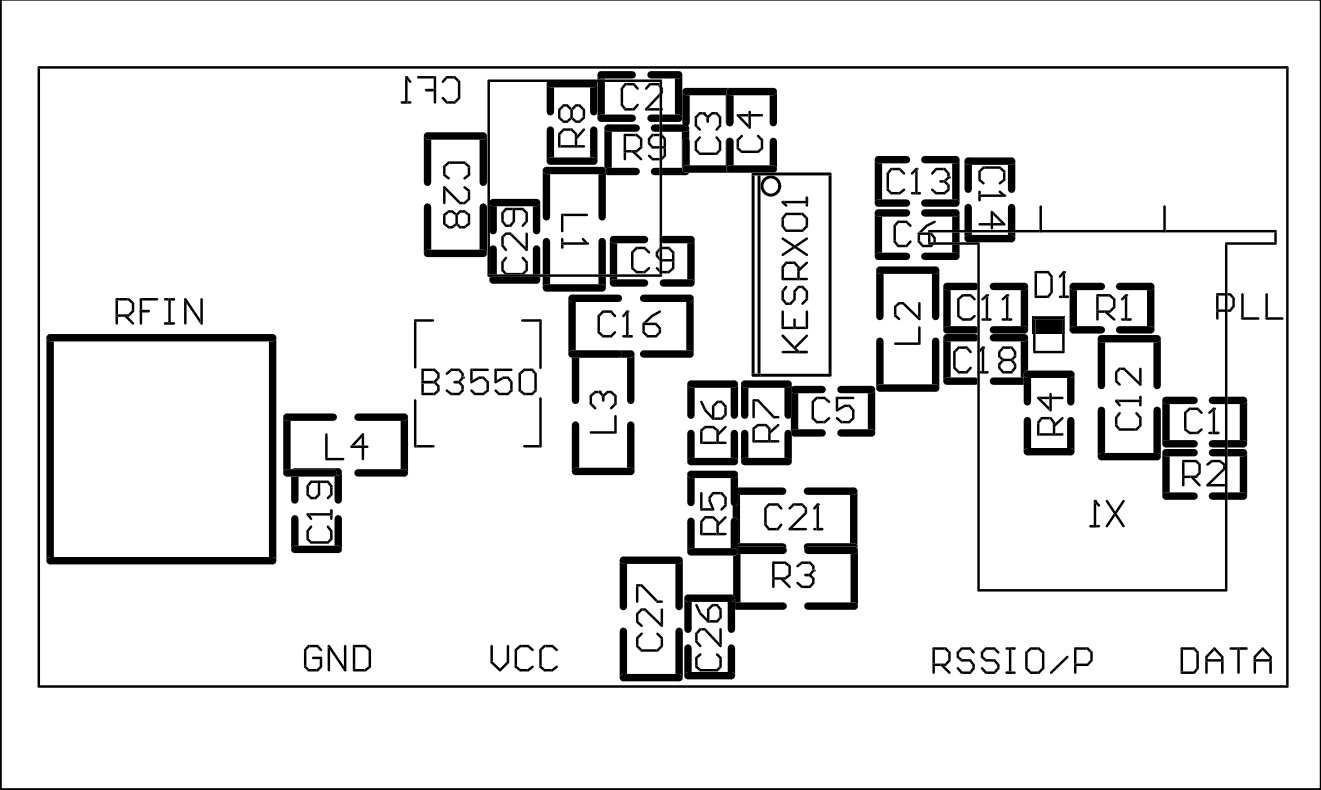 CF1
C2
R8
C3
C4
R9
C28
C13
C14
C29
L1
C6
KESRX01
C9
D1
RFIN
C16
L2
C11
R1
PLL
C18
B3550
L3
C12
R6
R7
C5
R4
C1
L4
R2
C19
R5
C21
X1
R3
C27
C26
GND
VCC
RSSIO/P
DATA